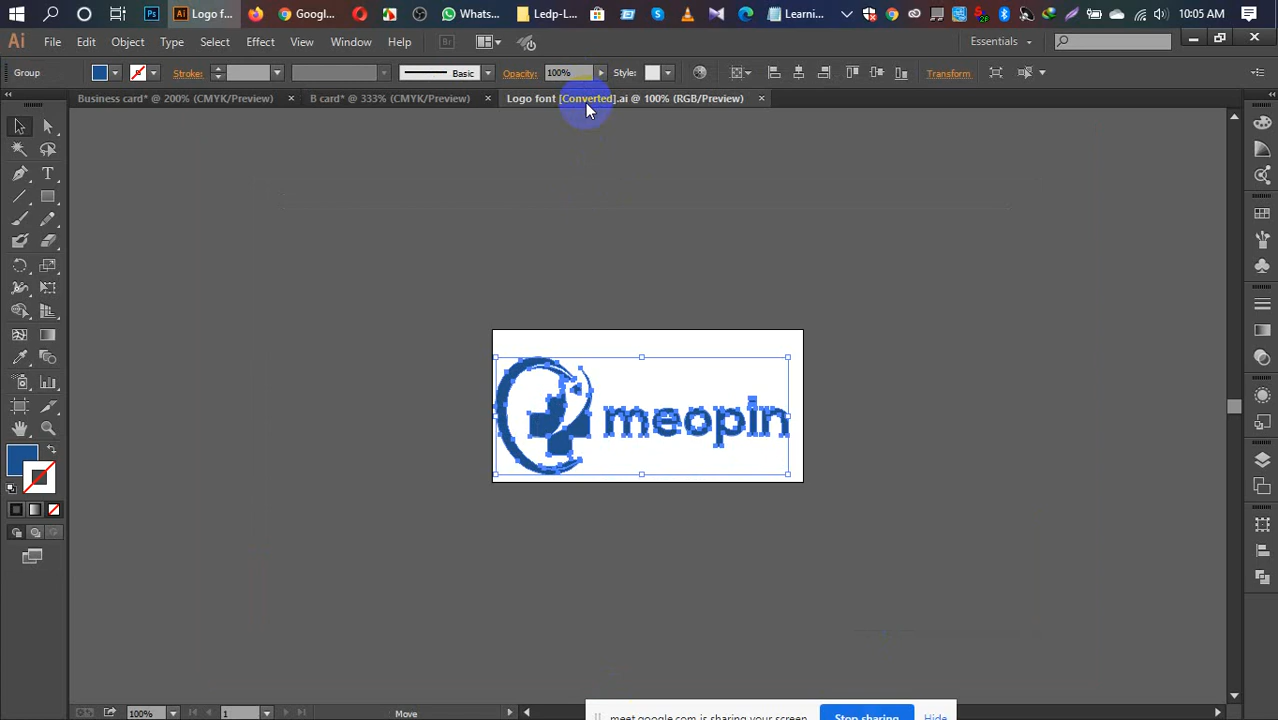 Logo f...
Googl...
Whats...
Ledp-L...
Learni...
10:05 AM
Ai
File
Edit
Object
Type
Select
Effect
View
Window
Help
Br
Essentials
Group
Stroke:
Basic
Opacity:
100%
Style:
Transform
Business card* @ 200% (CMYK/Preview)
B card* @ 333% (CMYK/Preview)
Logo font [Converted].ai @ 100% (RGB/Preview)
meopin
100%
1
Move
meet.google.com is sharing your screen.
Stop sharing
Hide